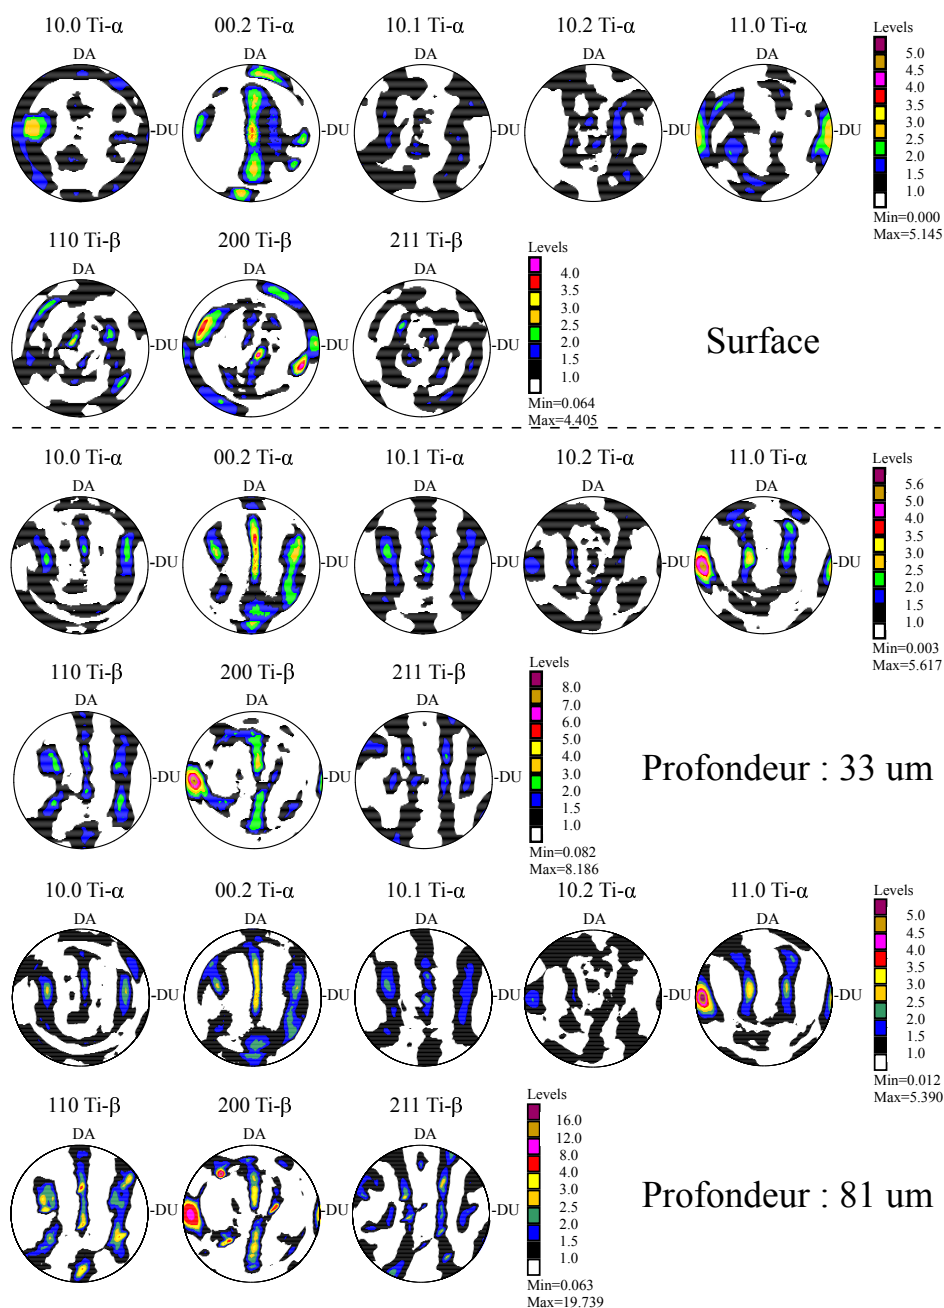 10.0 Ti-α 00.2 Ti-α 10.1 Ti-α 10.2 Ti-α 11.0 Ti-α
Levels
DA DA DA DA DA
5.0
4.5
4.0
3.5
3.0
2.5
2.0
1.5
1.0
-DU -DU -DU -DU -DU
Min=0.000
Max=5.145
110 Ti-β 200 Ti-β 211 Ti-β
Levels
DA DA DA
4.0
3.5
3.0
2.5
2.0
1.5
1.0
-DU -DU -DU
Surface
Min=0.064
Max=4.405
10.0 Ti-α 00.2 Ti-α 10.1 Ti-α 10.2 Ti-α 11.0 Ti-α
Levels
DA DA DA DA DA
5.6
5.0
4.0
3.5
3.0
2.5
2.0
1.5
1.0
-DU -DU -DU -DU -DU
Min=0.003
Max=5.617
110 Ti-β 200 Ti-β 211 Ti-β
Levels
DA DA DA
8.0
7.0
6.0
5.0
4.0
3.0
2.0
1.5
1.0
-DU -DU -DU
Profondeur : 33 um
Min=0.082
Max=8.186
10.0 Ti-α 00.2 Ti-α 10.1 Ti-α 10.2 Ti-α 11.0 Ti-α
Levels
DA DA DA DA DA
5.0
4.5
4.0
3.5
3.0
2.5
2.0
1.5
1.0
-DU -DU -DU -DU -DU
Min=0.012
Max=5.390
110 Ti-β 200 Ti-β 211 Ti-β
Levels
DA DA DA
16.0
12.0
8.0
4.0
3.0
2.5
2.0
1.5
1.0
-DU -DU -DU
Profondeur : 81 um
Min=0.063
Max=19.739